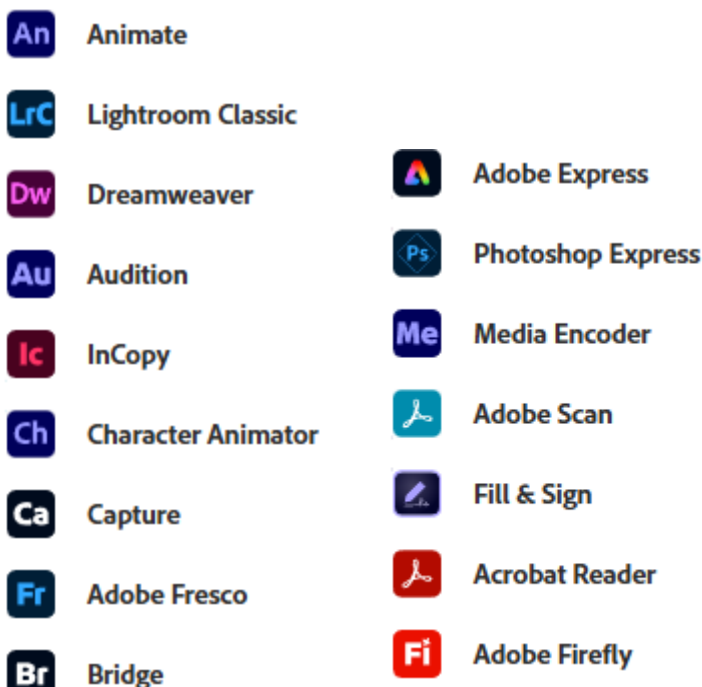 An Animate
LrC Lightroom Classic
Dw Dreamweaver
Au Audition
Ic InCopy
Ch Character Animator
Ca Capture
Fr Adobe Fresco
Br Bridge
Adobe Express
Ps Photoshop Express
Me Media Encoder
Adobe Scan
Fill & Sign
Acrobat Reader
Fi Adobe Firefly